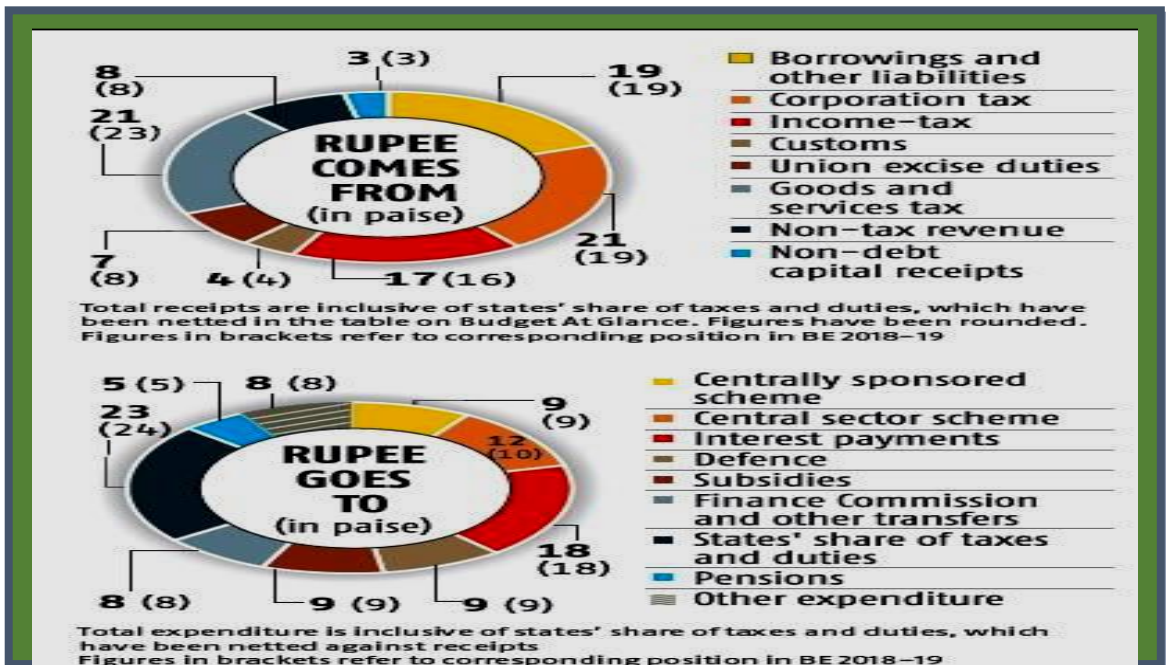 3 (3)
8
(8)
19
(19)
21
(23)
RUPEE
COMES
FROM
(in paise)
21
(19)
7
(8)
4 (4)
17 (16)
Borrowings and
other liabilities
Corporation tax
Income-tax
Customs
Union excise duties
Goods and
services tax
Non-tax revenue
Non-debt
capital receipts
Total receipts are inclusive of states' share of taxes and duties, which have
been netted in the table on Budget At Glance. Figures have been rounded.
Figures in brackets refer to corresponding position in BE 2018-19
5 (5)
8 (8)
23
(24)
9
(9)
12
(10)
RUPEE
GOES
TO
(in paise)
18
(18)
8 (8)
9 (9)
9 (9)
Centrally sponsored
scheme
Central sector scheme
Interest payments
Defence
Subsidies
Finance Commission
and other transfers
States' share of taxes
and duties
Pensions
Other expenditure
Total expenditure is inclusive of states' share of taxes and duties, which
have been netted against receipts
Figures in brackets refer to corresponding position in BE 2018-19